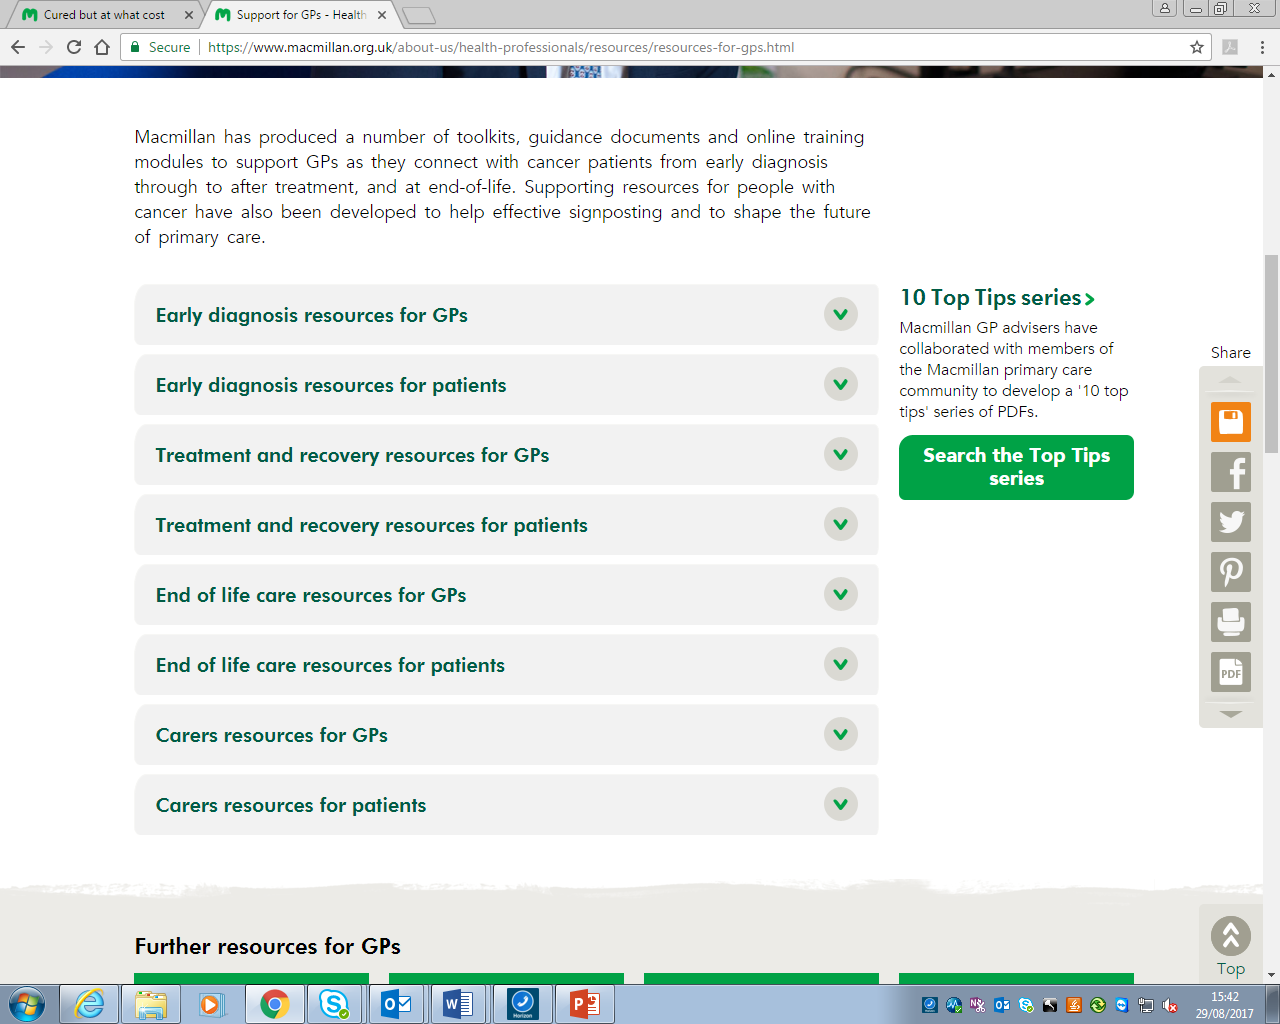 Cured but at what cost
Support for GPs - Health
Secure
https://www.macmillan.org.uk/about-us/health-professionals/resources/resources-for-gps.html
Macmillan has produced a number of toolkits, guidance documents and online training
modules to support GPs as they connect with cancer patients from early diagnosis
through to after treatment, and at end-of-life. Supporting resources for people with
cancer have also been developed to help effective signposting and to shape the future
of primary care.
Early diagnosis resources for GPs
Early diagnosis resources for patients
Treatment and recovery resources for GPs
Treatment and recovery resources for patients
End of life care resources for GPs
End of life care resources for patients
Carers resources for GPs
Carers resources for patients
10 Top Tips series
Macmillan GP advisers have
collaborated with members of
the Macmillan primary care
community to develop a '10 top
tips' series of PDFs.
Search the Top Tips
series
Share
PDF
Further resources for GPs
Top
Horizon
15:42
29/08/2017